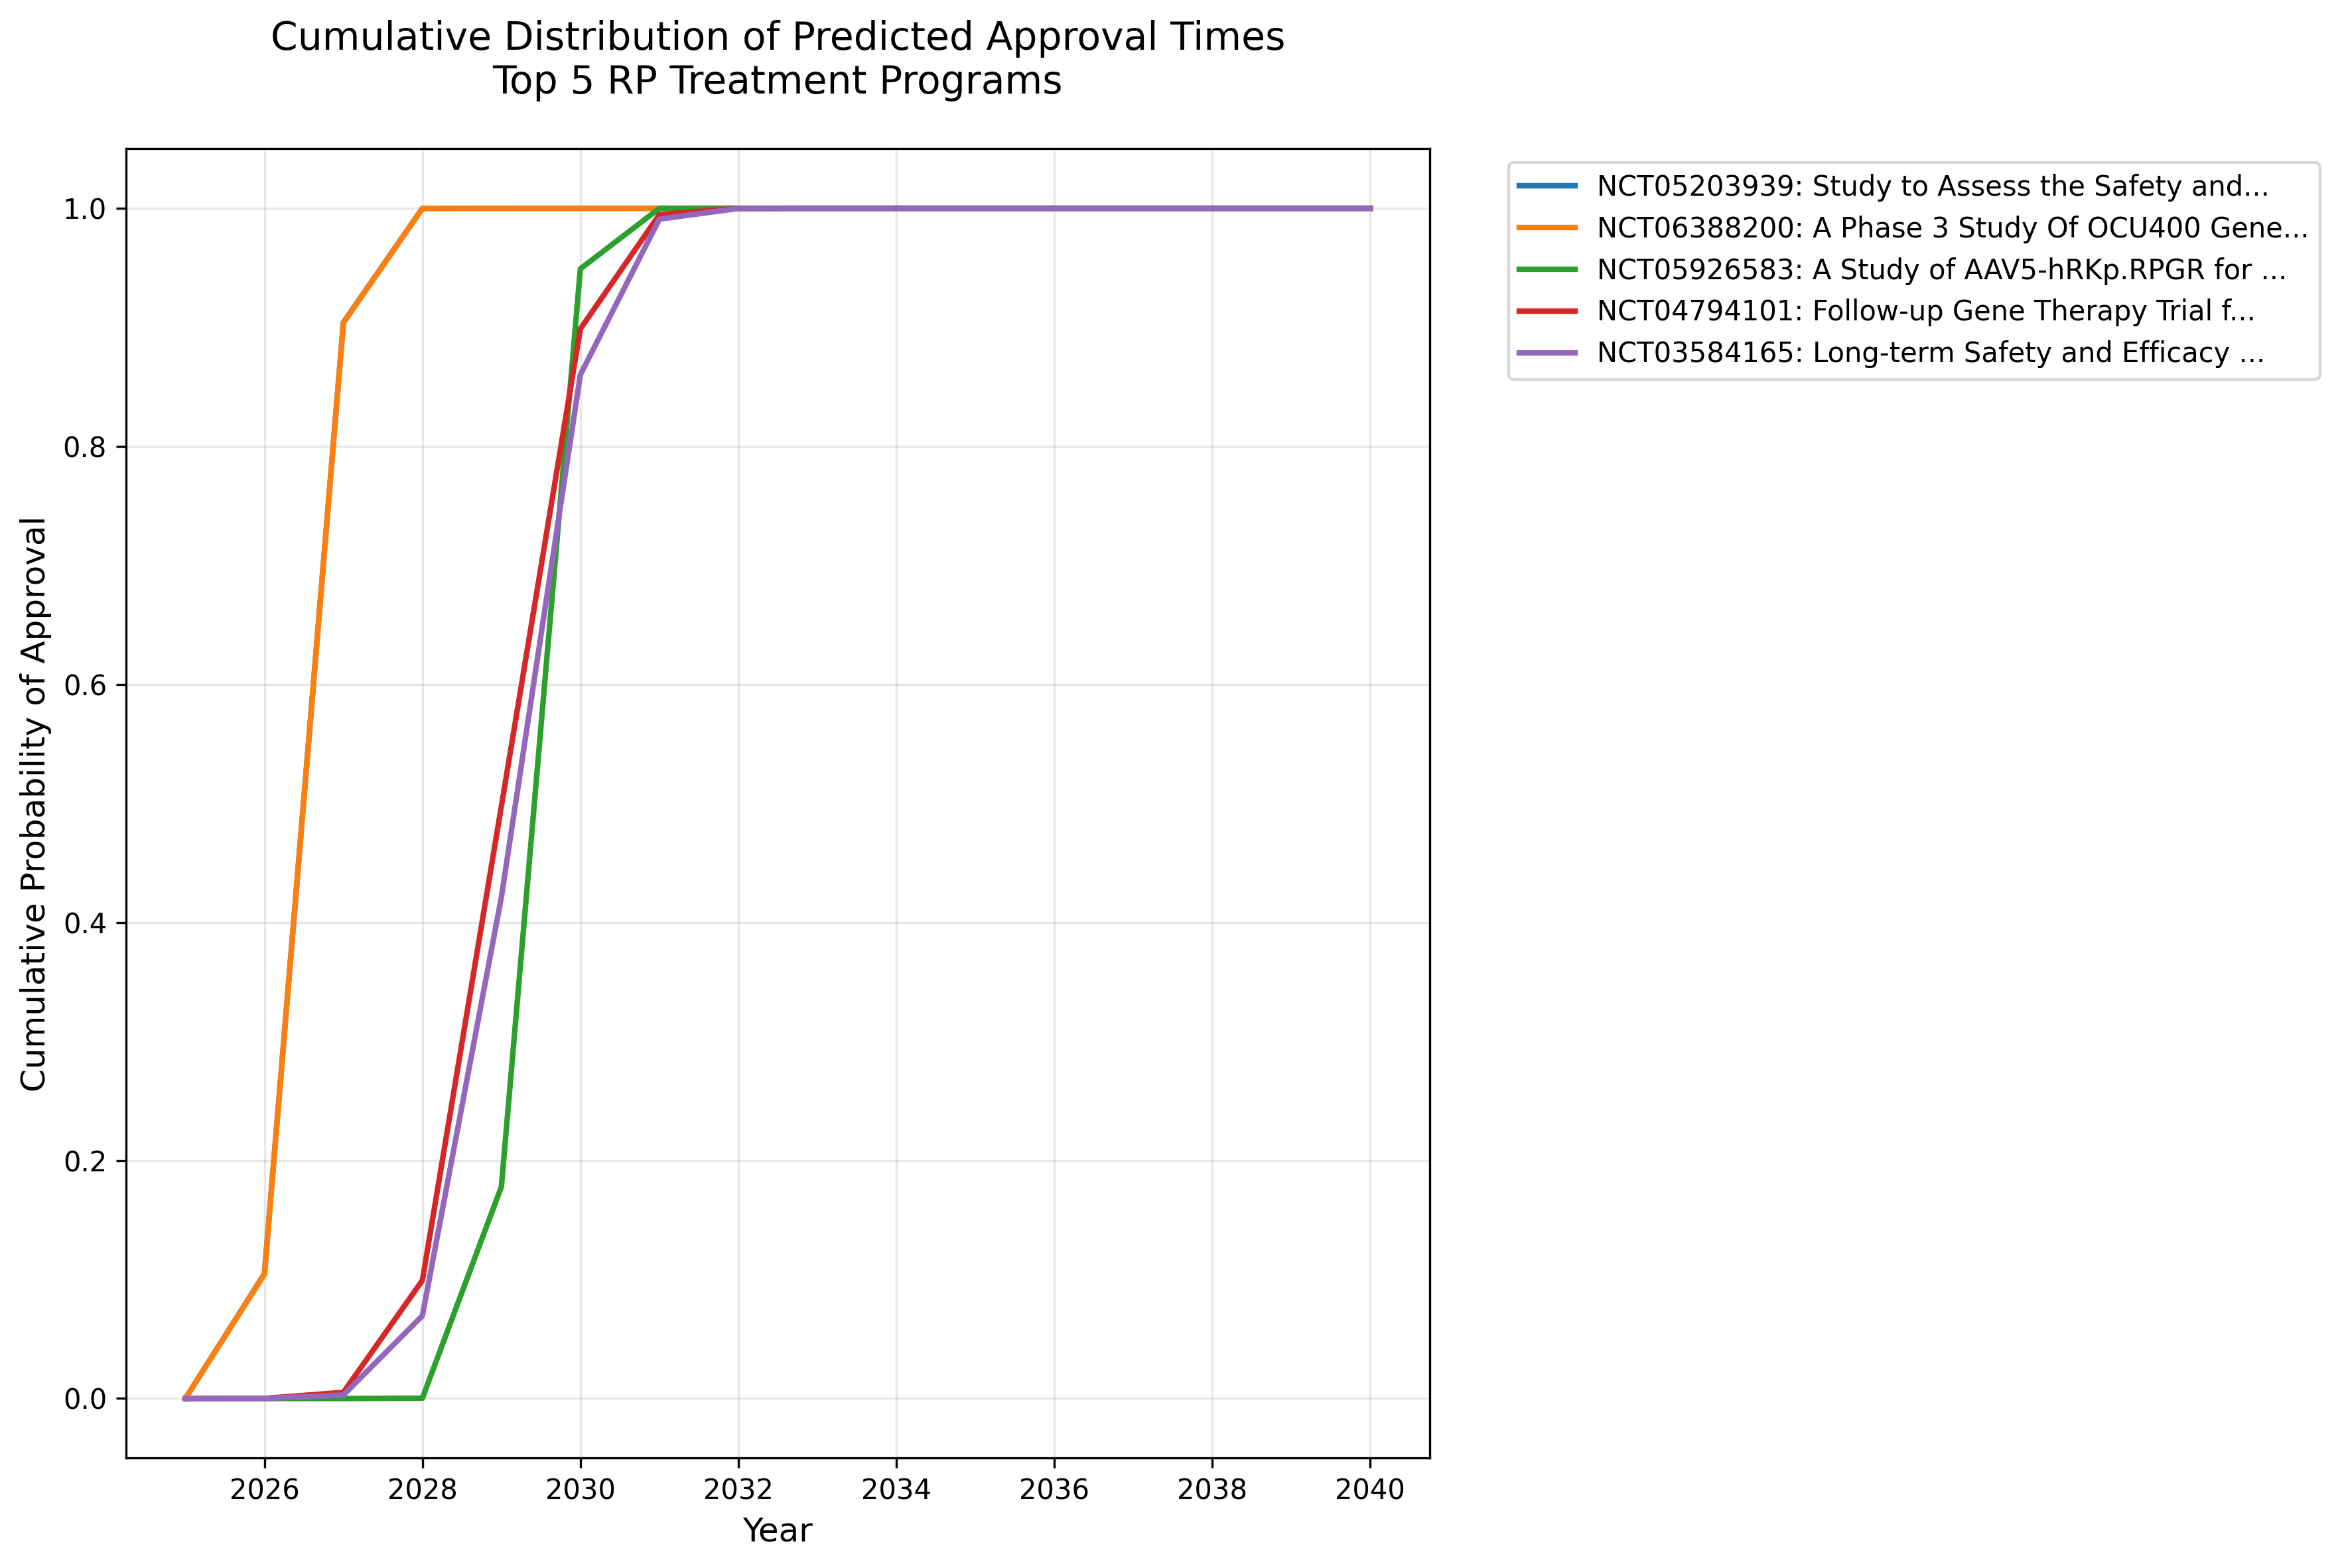 Cumulative Distribution of Predicted Approval Times
Top 5 RP Treatment Programs
Cumulative Probability of Approval
1.0
0.8
0.6
0.4
0.2
0.0
2026
2028
2030
2032
2034
2036
2038
2040
Year
NCT05203939: Study to Assess the Safety and...
NCT06388200: A Phase 3 Study Of OCU400 Gene...
NCT05926583: A Study of AAV5-hRKp.RPGR for ...
NCT04794101: Follow-up Gene Therapy Trial f...
NCT03584165: Long-term Safety and Efficacy ...